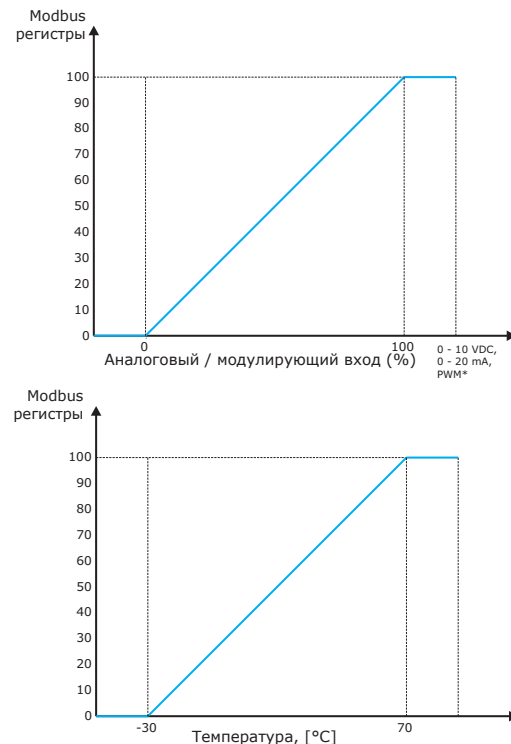 Modbus
регистры
100
90
80
70
60
50
40
30
20
10
0
0
100
Аналоговый / модулирующий вход (%)
0 - 10 VDC,
0 - 20 mA,
PWM*
Modbus
регистры
100
90
80
70
60
50
40
30
20
10
0
-30
70
Температура, [°C]